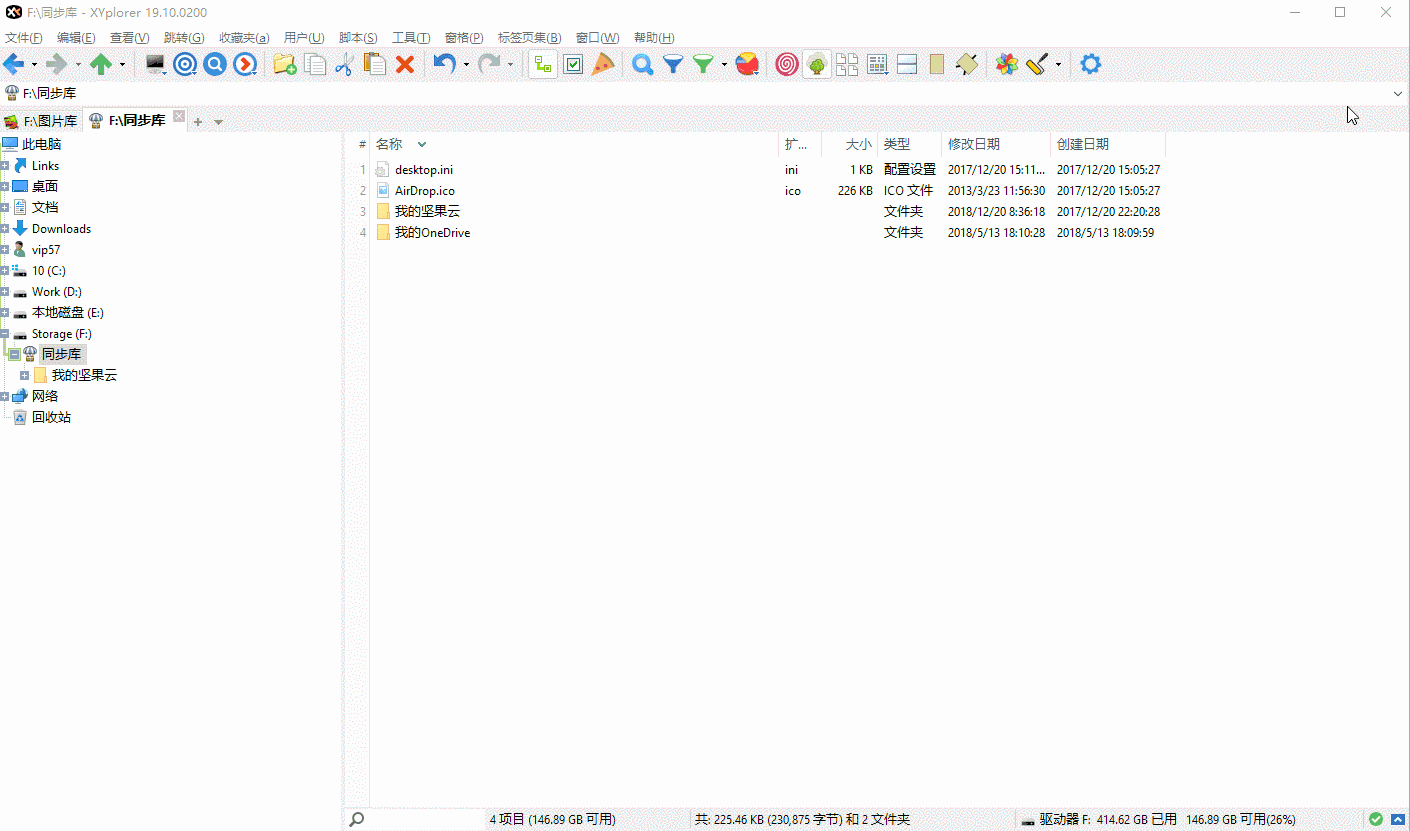 F:\同步库 - XYplorer 19.10.0200
文件(F) 编辑(E) 查看(V) 跳转(G) 收藏夹(a) 用户(U) 脚本(S) 工具(T) 窗格(P) 标签页集(B) 窗口(W) 帮助(H)
F:\同步库
F:\图片库 F:\同步库
此电脑
Links
桌面
文档
Downloads
vip57
10 (C:)
Work (D:)
本地磁盘 (E:)
Storage (F:)
同步库
我的坚果云
网络
回收站
# 名称 扩... 大小 类型 修改日期 创建日期
1 desktop.ini ini 1 KB 配置设置 2017/12/20 15:11... 2017/12/20 15:05:27
2 AirDrop.ico ico 226 KB ICO 文件 2013/3/23 11:56:30 2017/12/20 15:05:27
3 我的坚果云 文件夹 2018/12/20 8:36:18 2017/12/20 22:20:28
4 我的OneDrive 文件夹 2018/5/13 18:10:28 2018/5/13 18:09:59
4 项目 (146.89 GB 可用) 共: 225.46 KB (230,875 字节) 和 2 文件夹 驱动器 F: 414.62 GB 已用 146.89 GB 可用(26%)